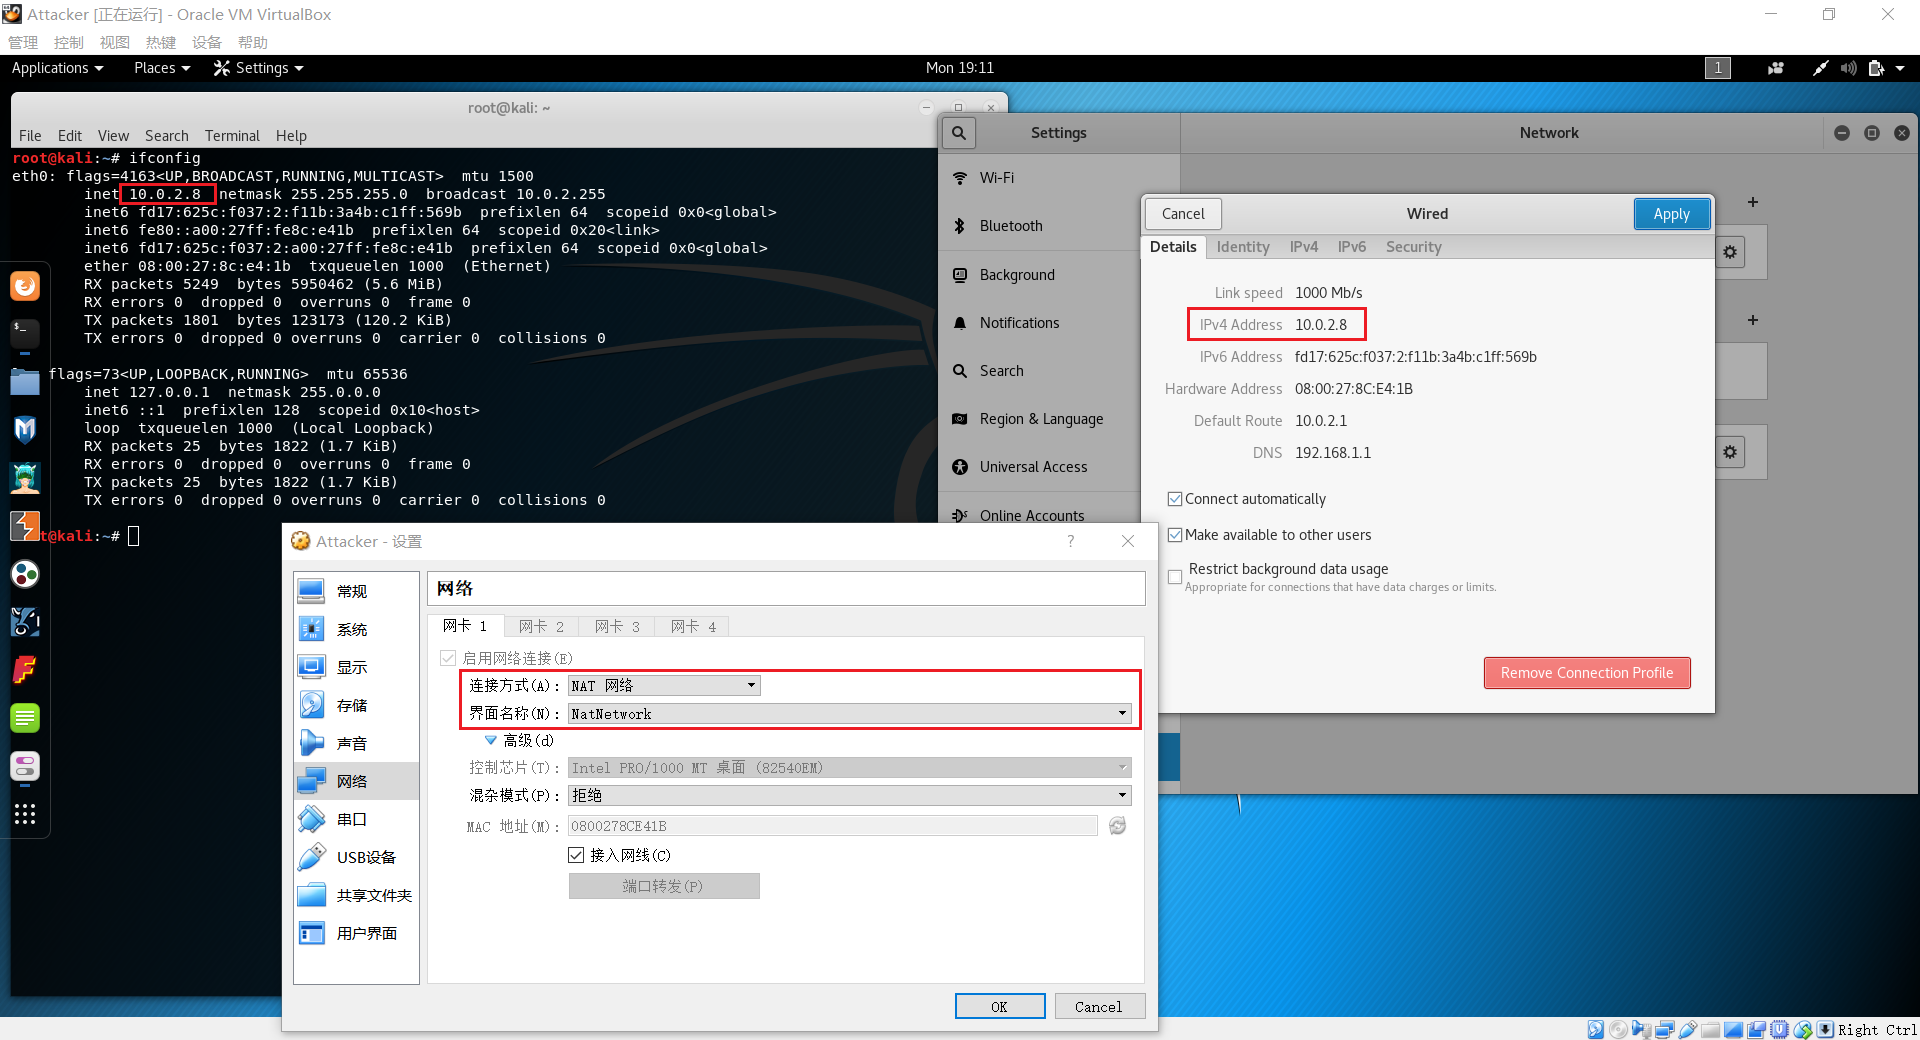 Attacker [正在运行] - Oracle VM VirtualBox
管理 控制 视图 热键 设备 帮助
Applications Places Settings Mon 19:11 1
root@kali: ~
File Edit View Search Terminal Help
root@kali:~# ifconfig
eth0: flags=4163<UP,BROADCAST,RUNNING,MULTICAST>  mtu 1500
inet 10.0.2.8  netmask 255.255.255.0  broadcast 10.0.2.255
inet6 fd17:625c:f037:2:f11b:3a4b:c1ff:569b  prefixlen 64  scopeid 0x0<global>
inet6 fe80::a00:27ff:fe8c:e41b  prefixlen 64  scopeid 0x20<link>
inet6 fd17:625c:f037:2:a00:27ff:fe8c:e41b  prefixlen 64  scopeid 0x0<global>
ether 08:00:27:8c:e4:1b  txqueuelen 1000  (Ethernet)
RX packets 5249  bytes 5950462 (5.6 MiB)
RX errors 0  dropped 0  overruns 0  frame 0
TX packets 1801  bytes 123173 (120.2 KiB)
TX errors 0  dropped 0 overruns 0  carrier 0  collisions 0
flags=73<UP,LOOPBACK,RUNNING>  mtu 65536
inet 127.0.0.1  netmask 255.0.0.0
inet6 ::1  prefixlen 128  scopeid 0x10<host>
loop  txqueuelen 1000  (Local Loopback)
RX packets 25  bytes 1822 (1.7 KiB)
RX errors 0  dropped 0  overruns 0  frame 0
TX packets 25  bytes 1822 (1.7 KiB)
TX errors 0  dropped 0 overruns 0  carrier 0  collisions 0
t@kali:~#
Settings
Network
Wi-Fi
Bluetooth
Background
Notifications
Search
Region & Language
Universal Access
Online Accounts
Cancel Wired Apply
Details Identity IPv4 IPv6 Security
Link speed 1000 Mb/s
IPv4 Address 10.0.2.8
IPv6 Address fd17:625c:f037:2:f11b:3a4b:c1ff:569b
Hardware Address 08:00:27:8C:E4:1B
Default Route 10.0.2.1
DNS 192.168.1.1
Connect automatically
Make available to other users
Restrict background data usage
Appropriate for connections that have data charges or limits.
Remove Connection Profile
Attacker - 设置
?
常规
系统
显示
存储
声音
网络
串口
USB设备
共享文件夹
用户界面
网络
网卡 1 网卡 2 网卡 3 网卡 4
启用网络连接(E)
连接方式(A): NAT 网络
界面名称(N): NatNetwork
高级(d)
控制芯片(T): Intel PRO/1000 MT 桌面 (82540EM)
混杂模式(P): 拒绝
MAC 地址(M): 0800278CE41B
接入网线(C)
端口转发(P)
OK Cancel
Right Ctrl